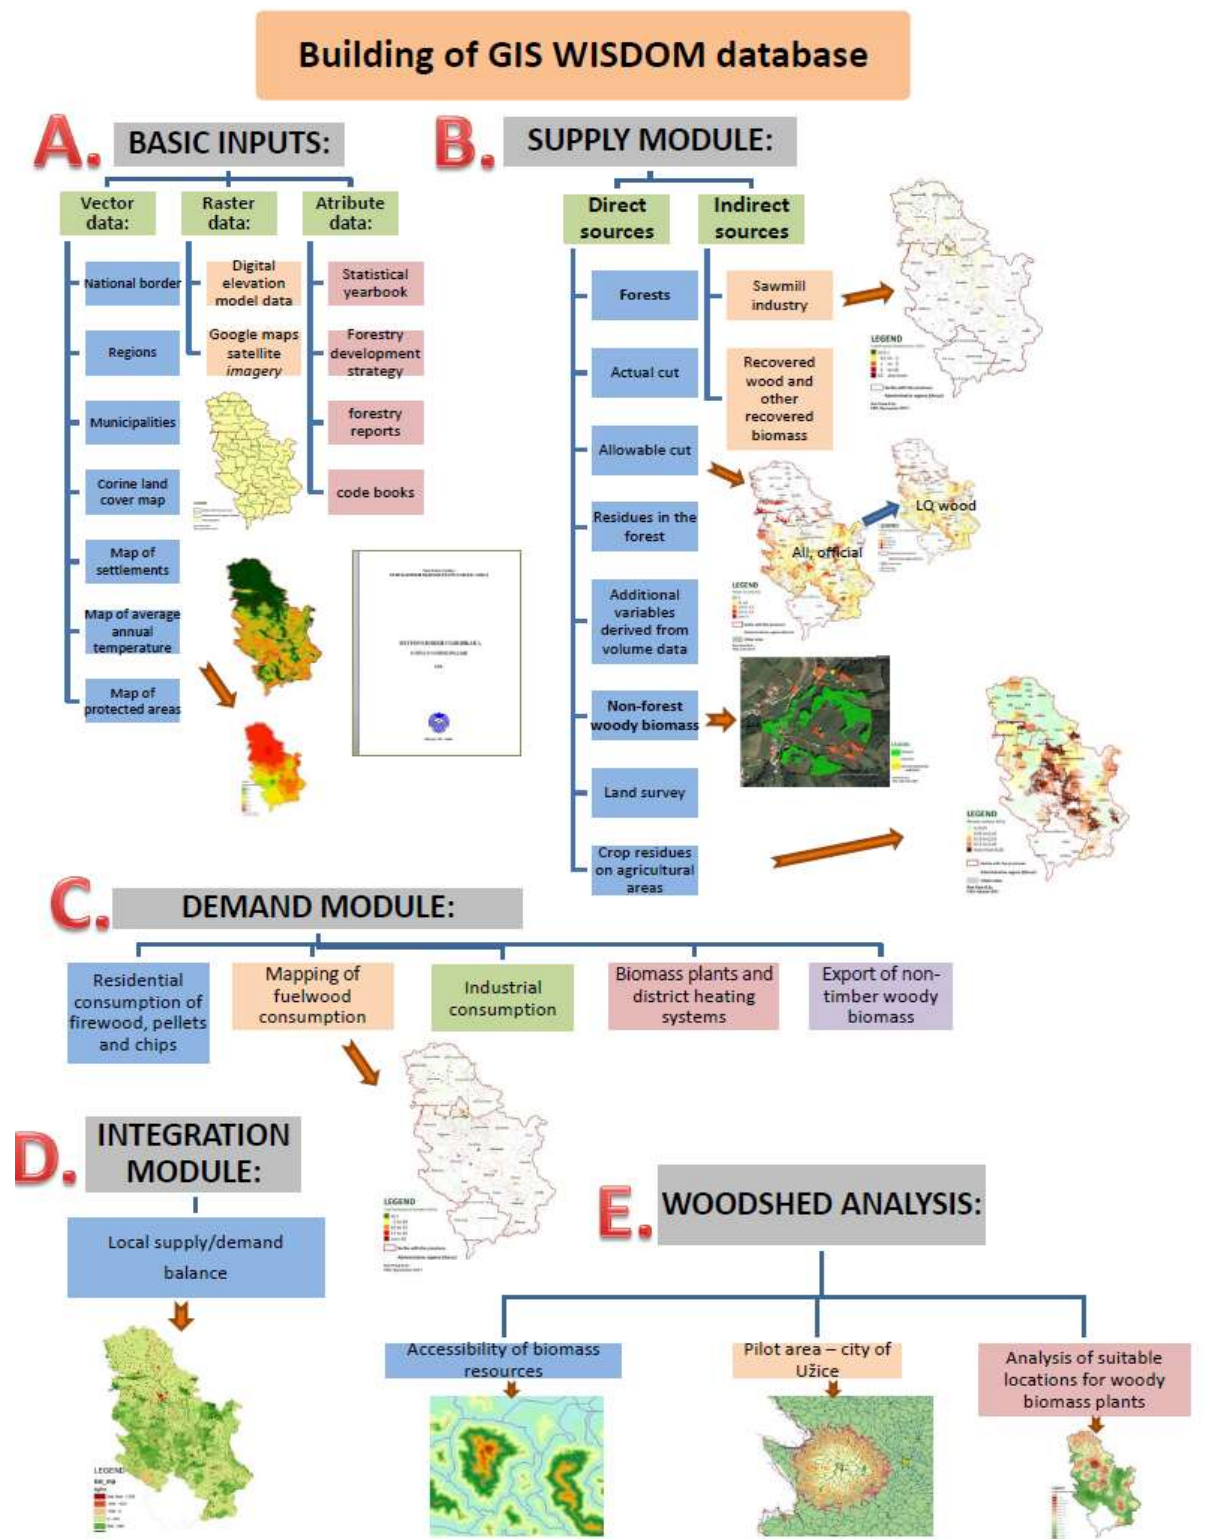 Building of GIS WISDOM database
A.
BASIC INPUTS:
Vector
data:
Raster
data:
Atribute
data:
National border
Regions
Municipalities
Corine land
cover map
Map of
settlements
Map of average
annual
temperature
Map of
protected areas
Digital
elevation
model data
Google maps
satellite
imagery
Statistical
yearbook
Forestry
development
strategy
forestry
reports
code books
B.
SUPPLY MODULE:
Direct
sources
Indirect
sources
Forests
Actual cut
Allowable cut
Residues in the
forest
Additional
variables
derived from
volume data
Non-forest
woody biomass
Land survey
Crop residues
on agricultural
areas
Sawmill
industry
Recovered
wood and
other
recovered
biomass
LEGEND
LQ wood
All, official
LEGEND
LEGEND
C.
DEMAND MODULE:
Residential
consumption of
firewood, pellets
and chips
Mapping of
fuelwood
consumption
Industrial
consumption
Biomass plants and
district heating
systems
Export of non-
timber woody
biomass
LEGEND
D.
INTEGRATION
MODULE:
Local supply/demand
balance
LEGEND
E.
WOODSHED ANALYSIS:
Accessibility of biomass
resources
Pilot area – city of
Užice
Analysis of suitable
locations for woody
biomass plants